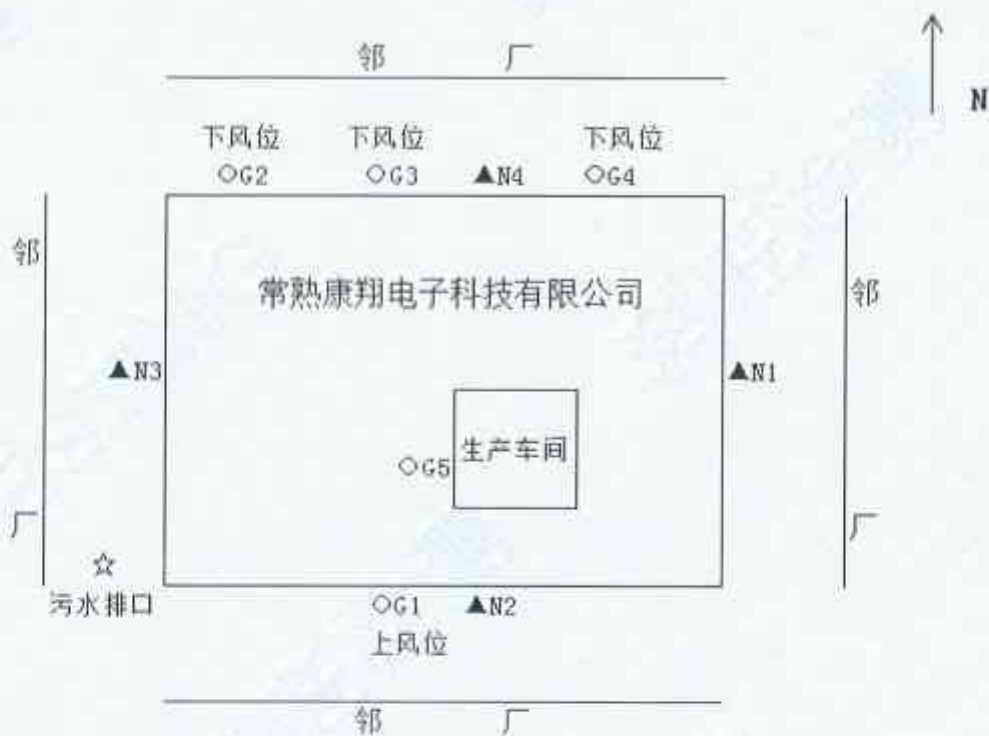 邻 厂
N
下风位 下风位 下风位
○G2 ○G3 ▲N4 ○G4
邻
厂
常熟康翔电子科技有限公司
邻
厂
▲N3
▲N1
生产车间
○G5
☆
污水排口
○G1 ▲N2
上风位
邻 厂